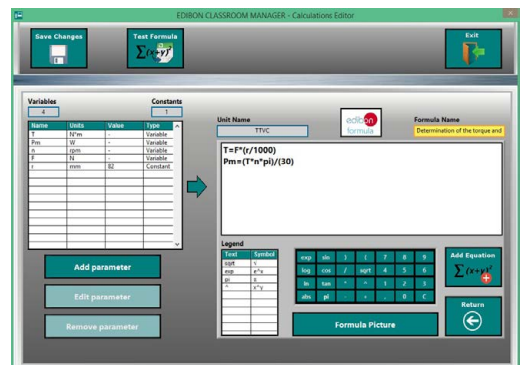 EDIBON CLASSROOM MANAGER - Calculations Editor
Save Changes
Test Formula
Σ(x+y)²
Exit
Variables
4
Constants
1
Name Units Value Type
T N*m - Variable
Pm W - Variable
n rpm - Variable
F N - Variable
r mm 82 Constant
Add parameter
Edit parameter
Remove parameter
Unit Name
TTVC
edibon
formula
Formula Name
Determination of the torque and
T=F*(r/1000)
Pm=(T*n*pi)/(30)
Legend
Text Symbol
sqrt √
exp e^x
pi π
^ x^y
exp sin ) ( 7 8 9
log cos / sqrt 4 5 6
ln tan * ^ 1 2 3
abs pi - + . 0 C
Formula Picture
Add Equation
Σ(x+y)²
Return